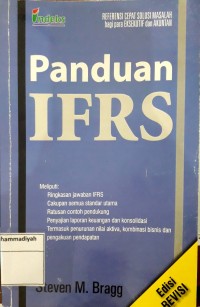 Indeks
REFERENSI CEPAT SOLUSI MASALAH
bagi para EKSEKUTIF dan AKUNTAN
Panduan
IFRS
Meliputi:
Ringkasan jawaban IFRS
Cakupan semua standar utama
Ratusan contoh pendukung
Penyajian laporan keuangan dan konsolidasi
Termasuk penurunan nilai aktiva, kombinasi bisnis dan
pengakuan pendapatan
hammadiyah
Steven M. Bragg
Edisi
REVISI